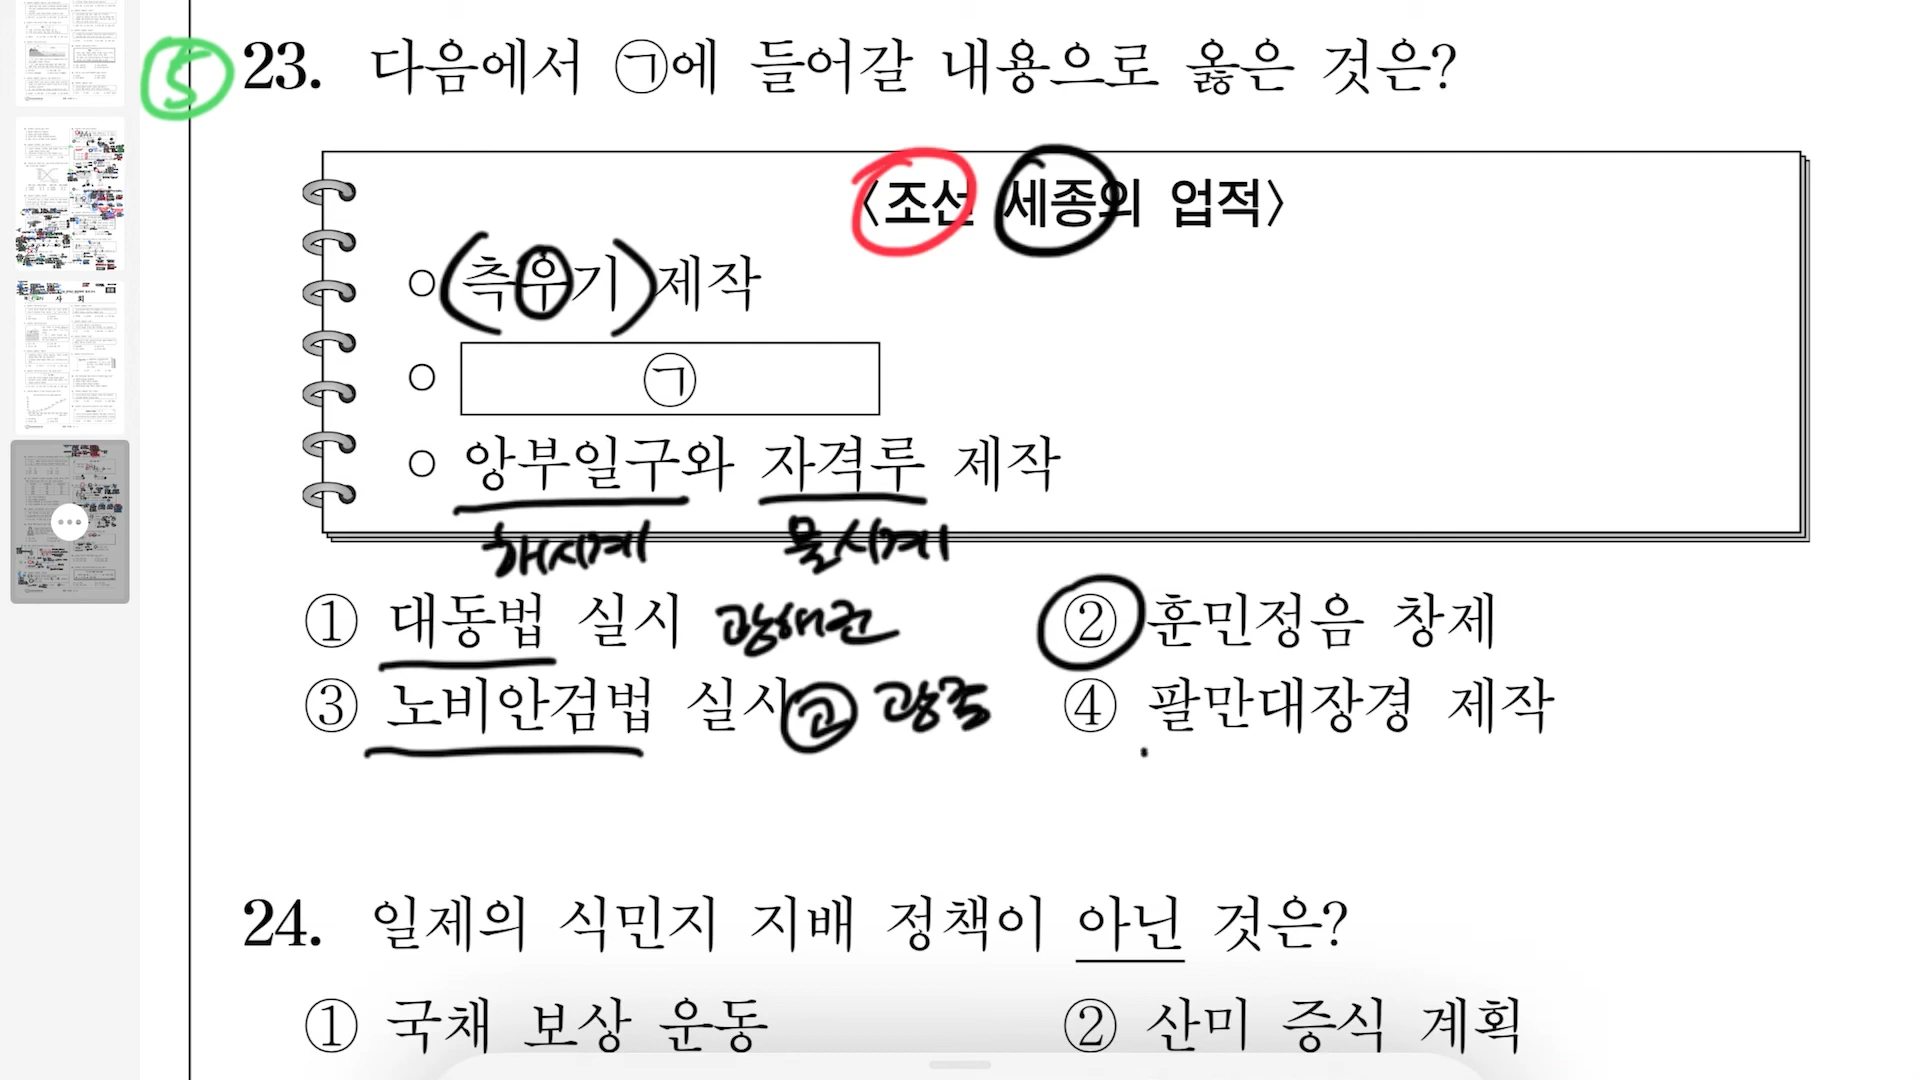 ⑤ 23. 다음에서 ㉠에 들어갈 내용으로 옳은 것은?
〈조선 세종의 업적〉
○ (측우기) 제작
○ ㉠
○ 앙부일구와 자격루 제작
해시계 물시계
① 대동법 실시 광해군 ② 훈민정음 창제
③ 노비안검법 실시 고 광종 ④ 팔만대장경 제작
24. 일제의 식민지 지배 정책이 아닌 것은?
① 국채 보상 운동 ② 산미 증식 계획
사 회